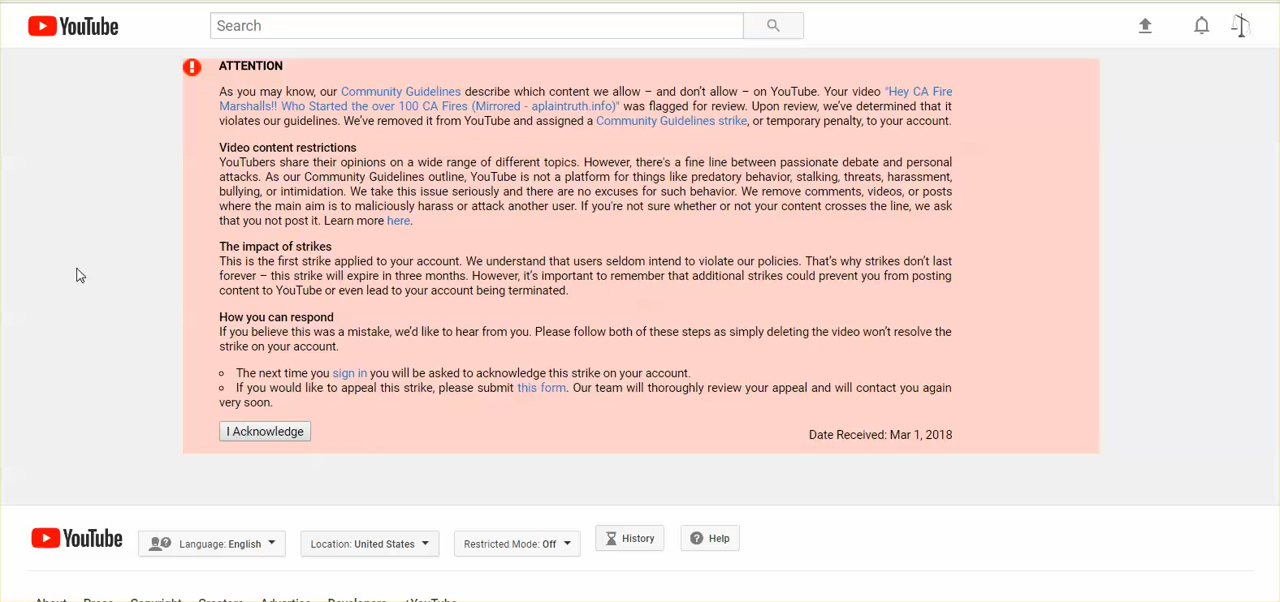 YouTube
Search
ATTENTION
As you may know, our Community Guidelines describe which content we allow – and don't allow – on YouTube. Your video "Hey CA Fire
Marshalls!! Who Started the over 100 CA Fires (Mirrored - aplaintruth.info)" was flagged for review. Upon review, we've determined that it
violates our guidelines. We've removed it from YouTube and assigned a Community Guidelines strike, or temporary penalty, to your account.
Video content restrictions
YouTubers share their opinions on a wide range of different topics. However, there's a fine line between passionate debate and personal
attacks. As our Community Guidelines outline, YouTube is not a platform for things like predatory behavior, stalking, threats, harassment,
bullying, or intimidation. We take this issue seriously and there are no excuses for such behavior. We remove comments, videos, or posts
where the main aim is to maliciously harass or attack another user. If you're not sure whether or not your content crosses the line, we ask
that you not post it. Learn more here.
The impact of strikes
This is the first strike applied to your account. We understand that users seldom intend to violate our policies. That's why strikes don't last
forever – this strike will expire in three months. However, it's important to remember that additional strikes could prevent you from posting
content to YouTube or even lead to your account being terminated.
How you can respond
If you believe this was a mistake, we'd like to hear from you. Please follow both of these steps as simply deleting the video won't resolve the
strike on your account.
The next time you sign in you will be asked to acknowledge this strike on your account.
If you would like to appeal this strike, please submit this form. Our team will thoroughly review your appeal and will contact you again
very soon.
I Acknowledge
Date Received: Mar 1, 2018
YouTube
Language: English
Location: United States
Restricted Mode: Off
History
Help
About Press Copyright Creators Advertise Developers +YouTube